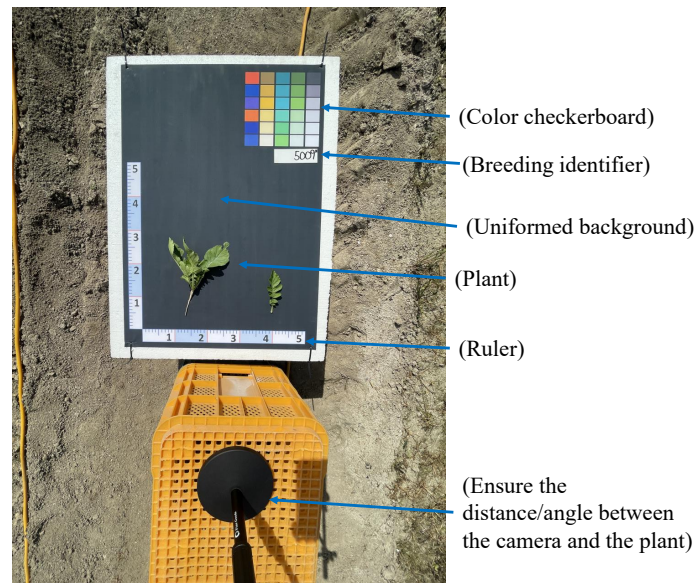 (Color checkerboard)
5
500ff
(Breeding identifier)
4
(Uniformed background)
3
2
(Plant)
1
1 2 3 4 5
(Ruler)
(Ensure the
distance/angle between
the camera and the plant)